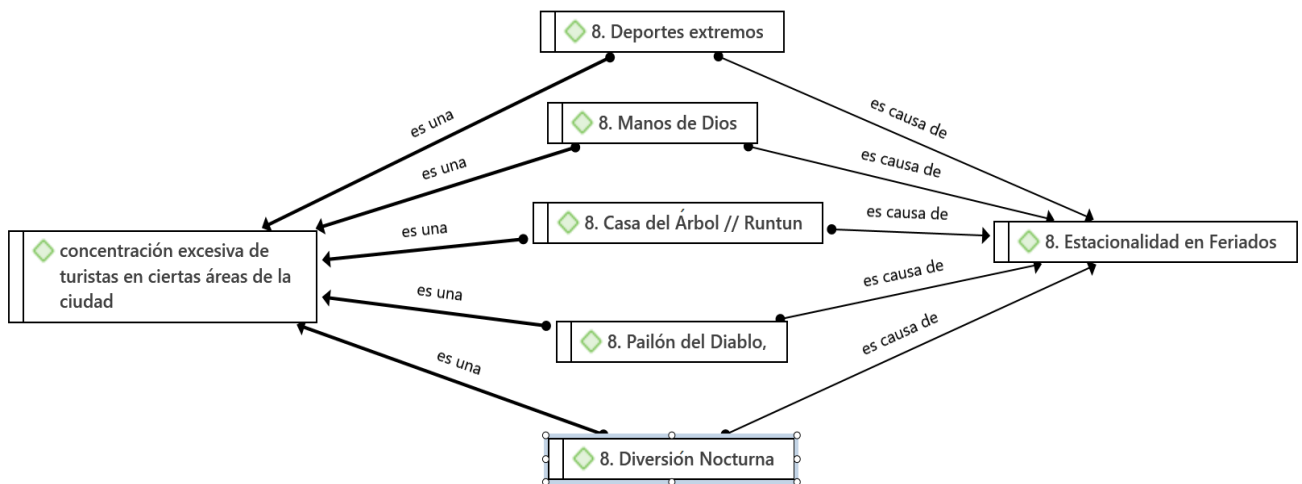 8. Deportes extremos
es una
es causa de
8. Manos de Dios
es una
es causa de
8. Casa del Árbol // Runtun
es una
es causa de
concentración excesiva de
turistas en ciertas áreas de la
ciudad
8. Estacionalidad en Feriados
es una
es causa de
8. Pailón del Diablo,
es una
es causa de
8. Diversión Nocturna